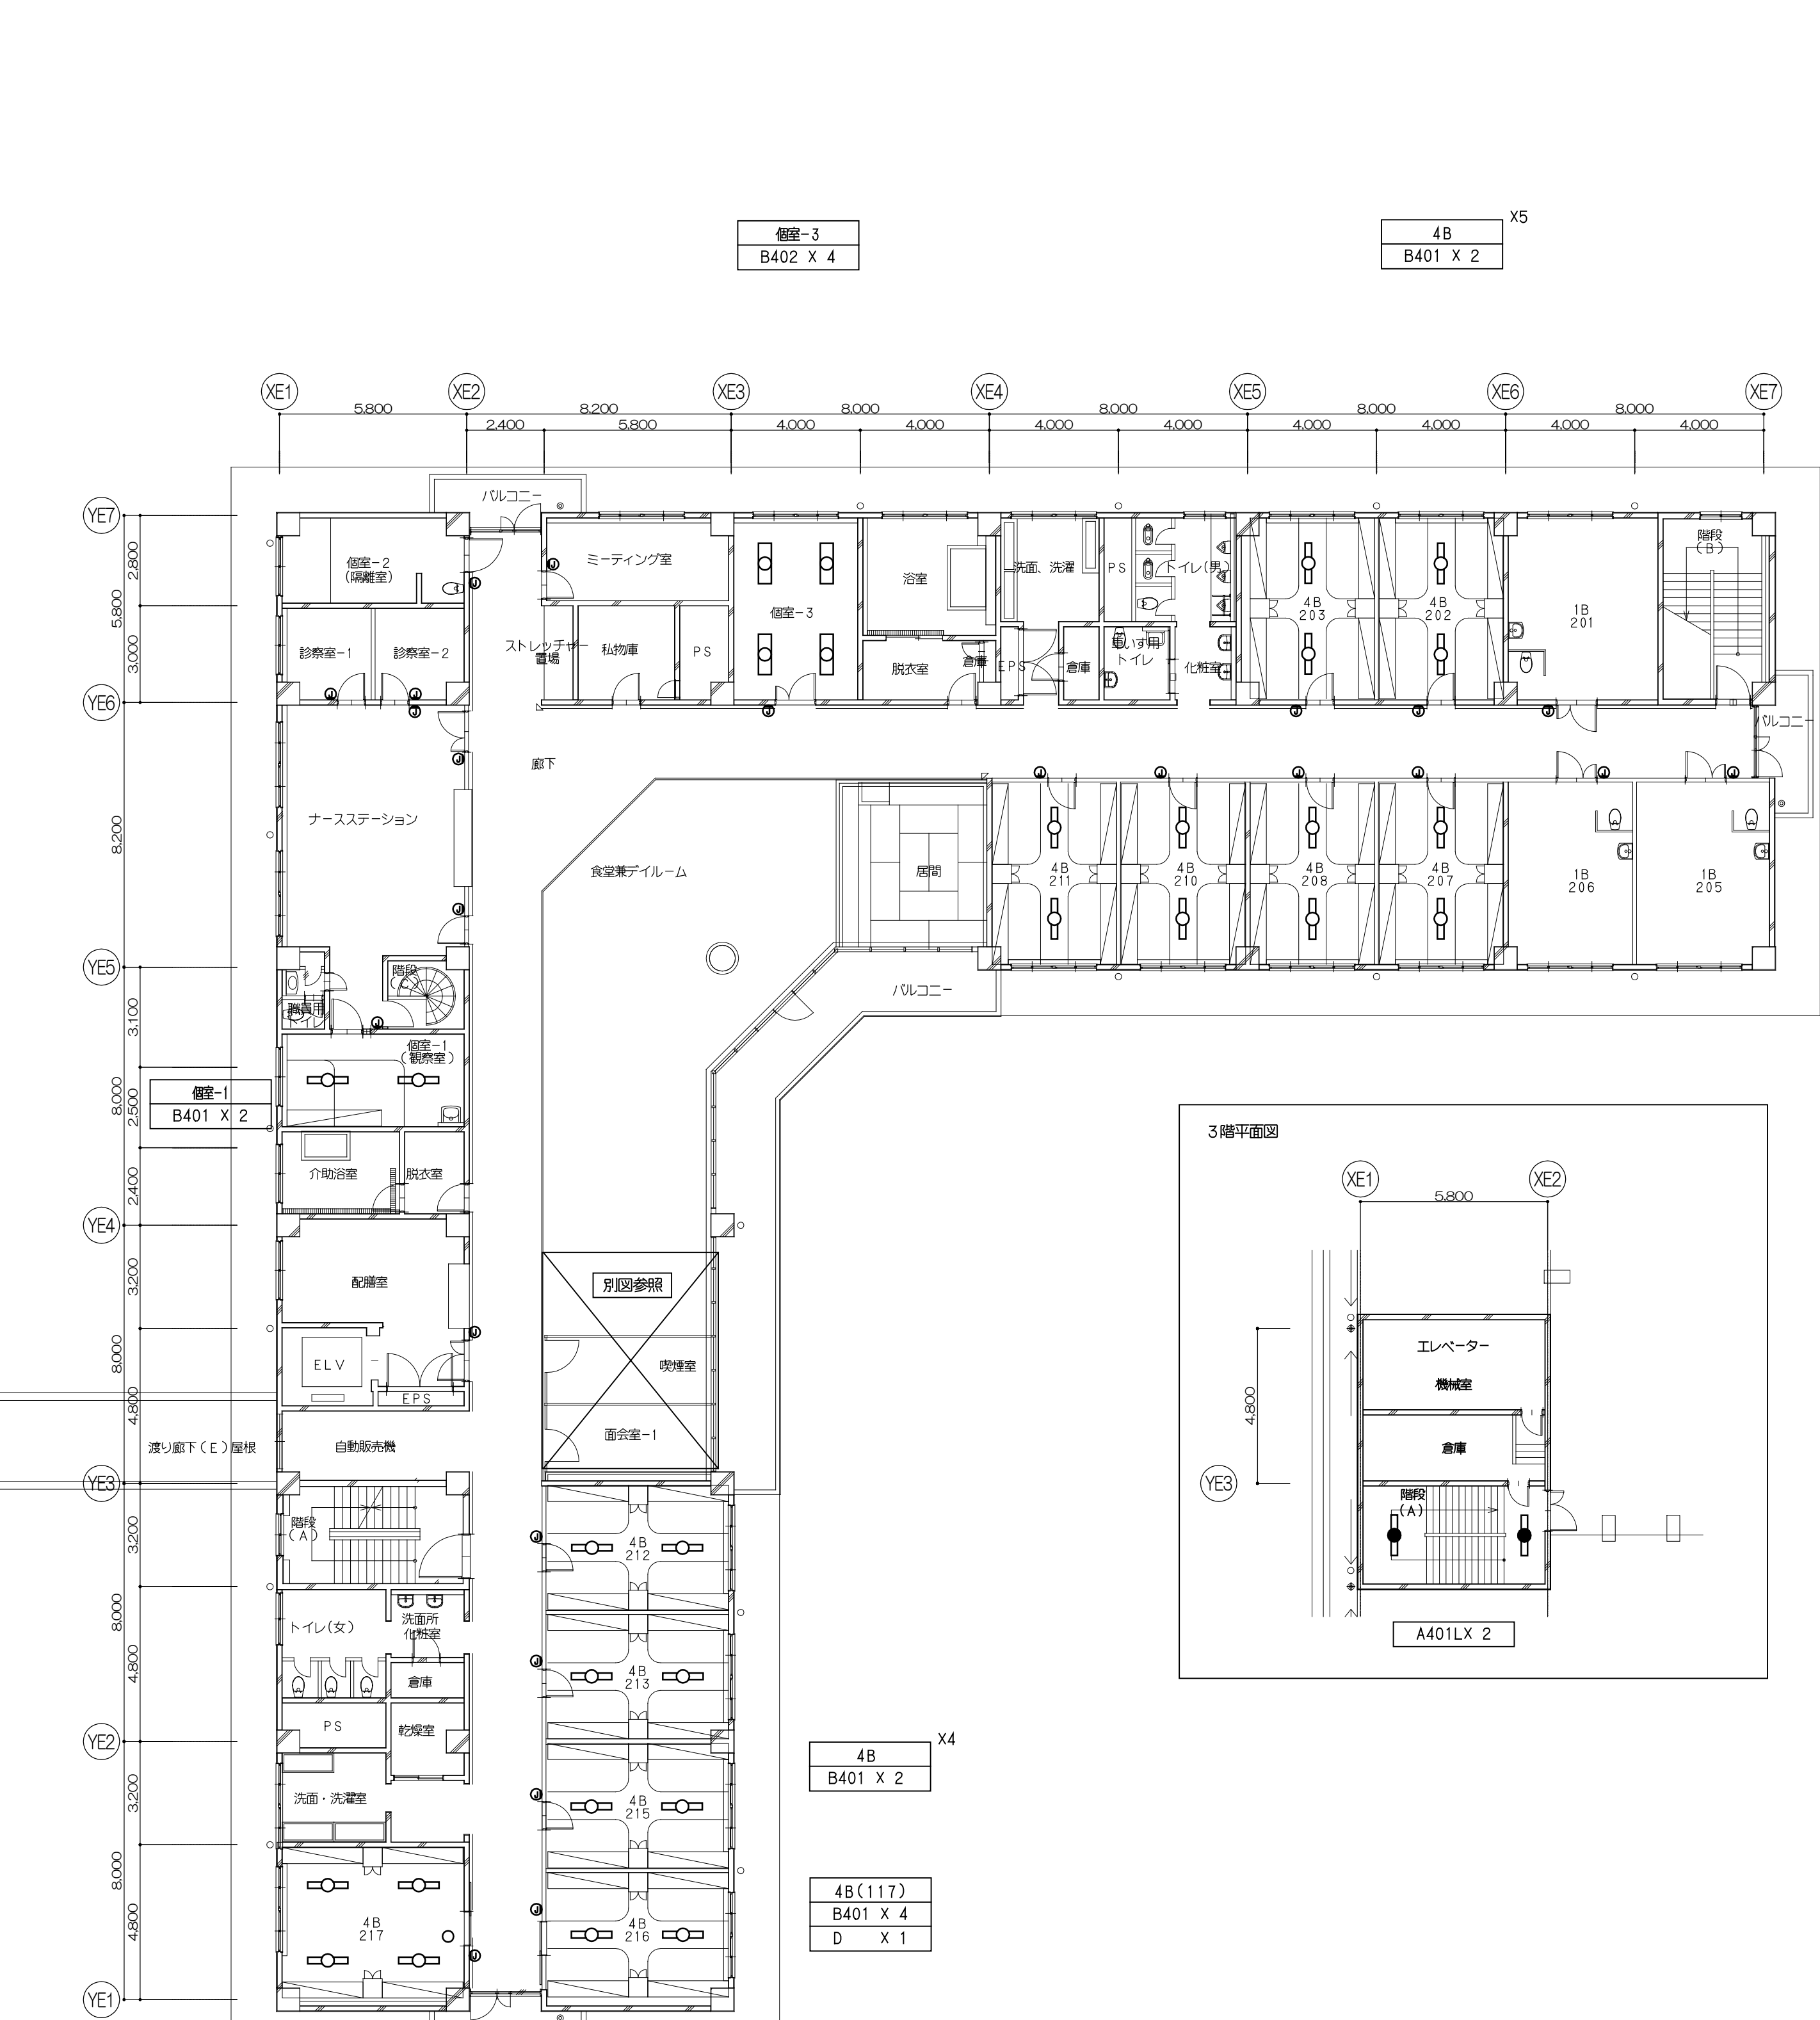 X5
個室-3
B402 X 4
4B
B401 X 2
XE1
XE2
XE3
XE4
XE5
XE6
XE7
5,800
8,200
8,000
8,000
8,000
8,000
2,400
5,800
4,000
4,000
4,000
4,000
4,000
4,000
4,000
4,000
バルコニー
YE7
2,800
5,800
3,000
YE6
8,200
YE5
3,100
8,000
2,500
2,400
YE4
3,200
8,000
4,800
YE3
3,200
8,000
4,800
YE2
3,200
8,000
4,800
YE1
個室-2
(隔離室)
ミーティング室
個室-3
浴室
洗面、洗濯
PS
トイレ(男)
4B
203
4B
202
1B
201
階段
(B)
診察室-1
診察室-2
ストレッチャー
置場
私物庫
PS
脱衣室
倉庫
EPS
倉庫
車いす用
トイレ
化粧室
バルコニー
廊下
ナースステーション
食堂兼デイルーム
居間
4B
211
4B
210
4B
208
4B
207
1B
206
1B
205
階段
(C)
職員用
トイレ
バルコニー
個室-1
(観察室)
個室-1
B401 X 2
介助浴室
脱衣室
配膳室
別図参照
ELV
EPS
喫煙室
面会室-1
渡り廊下(E)屋根
自動販売機
階段
(A)
4B
212
トイレ(女)
洗面所
化粧室
倉庫
4B
213
PS
乾燥室
洗面・洗濯室
4B
215
4B
217
4B
216
X4
4B
B401 X 2
4B(117)
B401 X 4
D X 1
3階平面図
XE1
XE2
5,800
エレベーター
機械室
4,800
倉庫
YE3
階段
(A)
A401LX 2